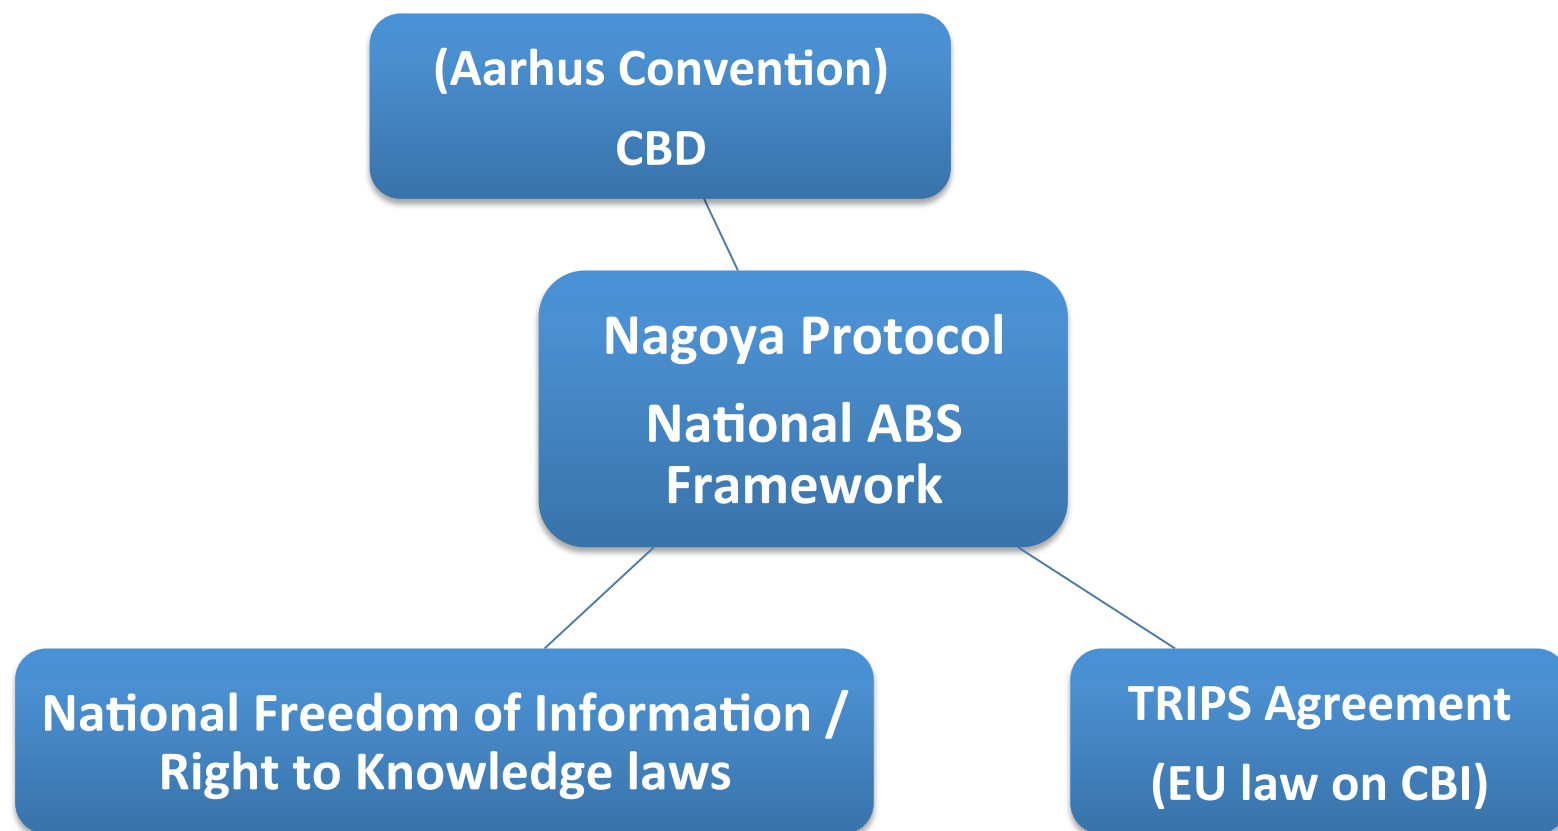 (Aarhus Convention)
CBD
Nagoya Protocol
National ABS
Framework
National Freedom of Information /
Right to Knowledge laws
TRIPS Agreement
(EU law on CBI)